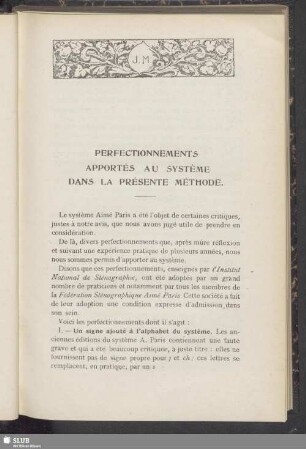 J. M
PERFECTIONNEMENTS
APPORTÉS AU SYSTÈME
DANS LA PRÉSENTE MÉTHODE.
Le système Aimé Paris a été l'objet de certaines critiques,
justes à notre avis, que nous avons jugé utile de prendre en
considération.
De là, divers perfectionnements que, après mûre réflexion
et suivant une expérience pratique de plusieurs années, nous
nous sommes permis d'apporter au système.
Disons que ces perfectionnements, enseignés par l'Institut
National de Sténographie, ont été adoptés par un grand
nombre de praticiens et notamment par tous les membres de
la Fédération Sténographique Aimé Paris. Cette société a fait
de leur adoption une condition expresse d'admission dans
son sein.
Voici les perfectionnements dont il s'agit :
I. — Un signe ajouté à l'alphabet du système. Les an-
ciennes éditions du système A. Paris contiennent une faute
grave et qui a été beaucoup critiquée, à juste titre : elles ne
fournissent pas de signe propre pour j et ch : ces lettres se
remplacent, en pratique, par un
SLUB